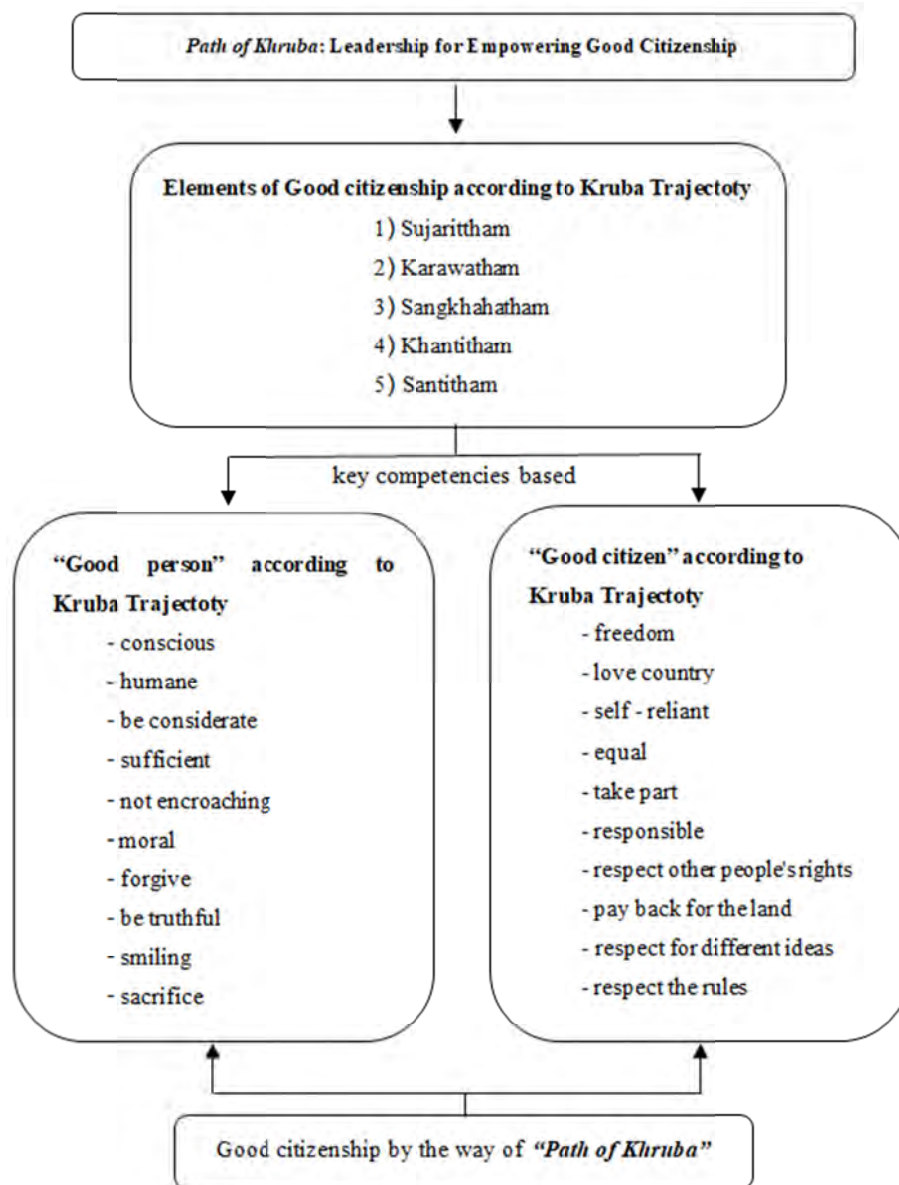 Path of Khruba: Leadership for Empowering Good Citizenship
Elements of Good citizenship according to Kruba Trajectoty
1) Sujarittham
2) Karawatham
3) Sangkhahatham
4) Khantitham
5) Santitham
key competencies based
“Good person” according to
Kruba Trajectoty
- conscious
- humane
- be considerate
- sufficient
- not encroaching
- moral
- forgive
- be truthful
- smiling
- sacrifice
“Good citizen” according to
Kruba Trajectoty
- freedom
- love country
- self - reliant
- equal
- take part
- responsible
- respect other people's rights
- pay back for the land
- respect for different ideas
- respect the rules
Good citizenship by the way of “Path of Khruba”